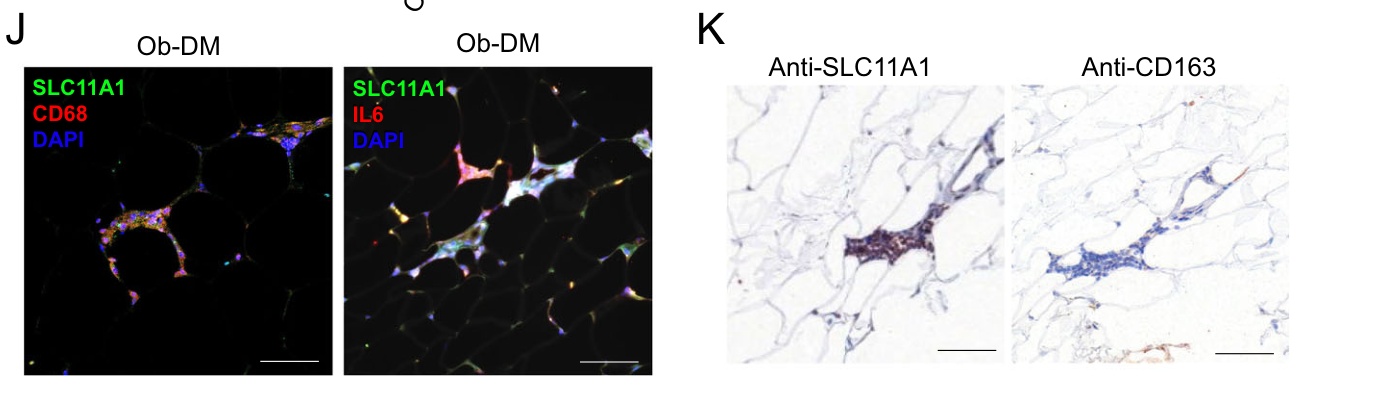 J
Ob-DM
SLC11A1
CD68
DAPI
Ob-DM
SLC11A1
IL6
DAPI
K
Anti-SLC11A1
Anti-CD163